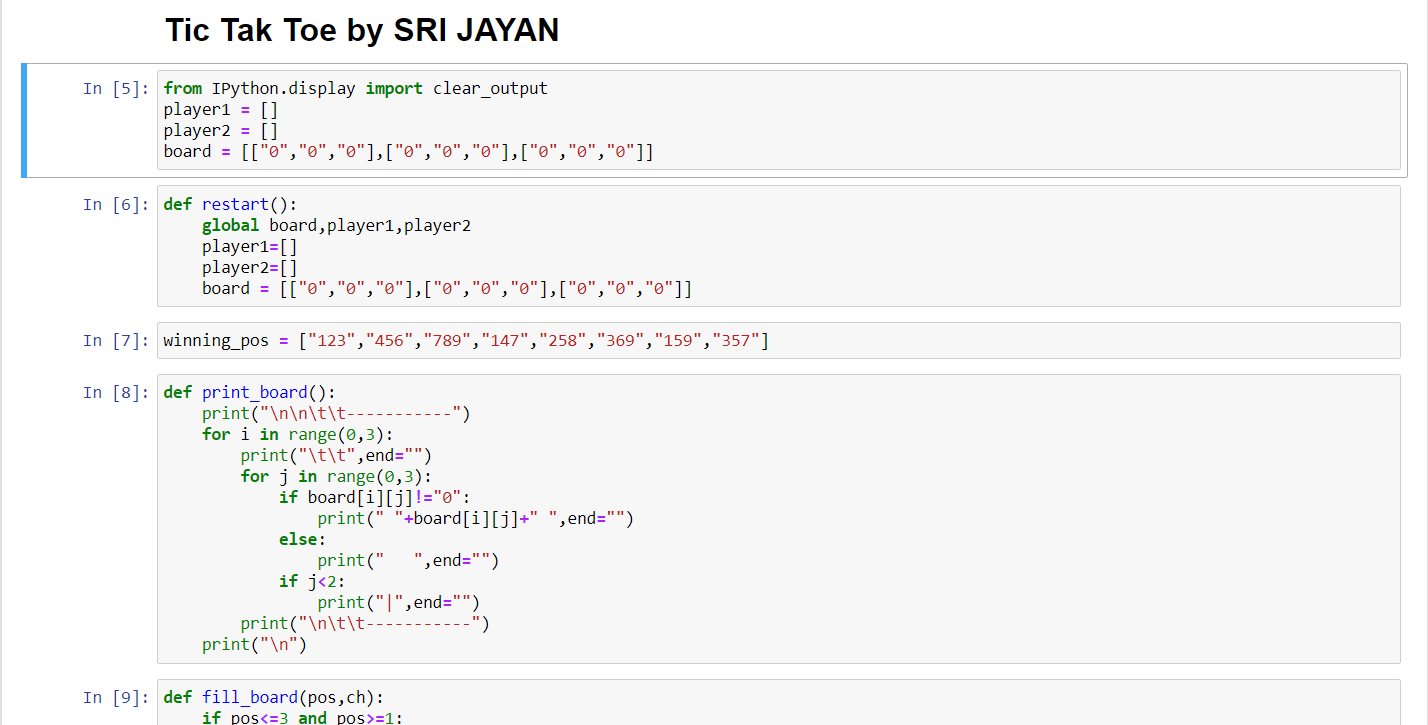 Tic Tak Toe by SRI JAYAN
In [5]: from IPython.display import clear_output
player1 = []
player2 = []
board = [["0","0","0"],["0","0","0"],["0","0","0"]]
In [6]: def restart():
    global board,player1,player2
    player1=[]
    player2=[]
    board = [["0","0","0"],["0","0","0"],["0","0","0"]]
In [7]: winning_pos = ["123","456","789","147","258","369","159","357"]
In [8]: def print_board():
    print("\n\n\t\t-----------")
    for i in range(0,3):
        print("\t\t",end="")
        for j in range(0,3):
            if board[i][j]!="0":
                print(" "+board[i][j]+" ",end="")
            else:
                print("   ",end="")
            if j<2:
                print("|",end="")
        print("\n\t\t-----------")
    print("\n")
In [9]: def fill_board(pos,ch):
    if pos<=3 and pos>=1: